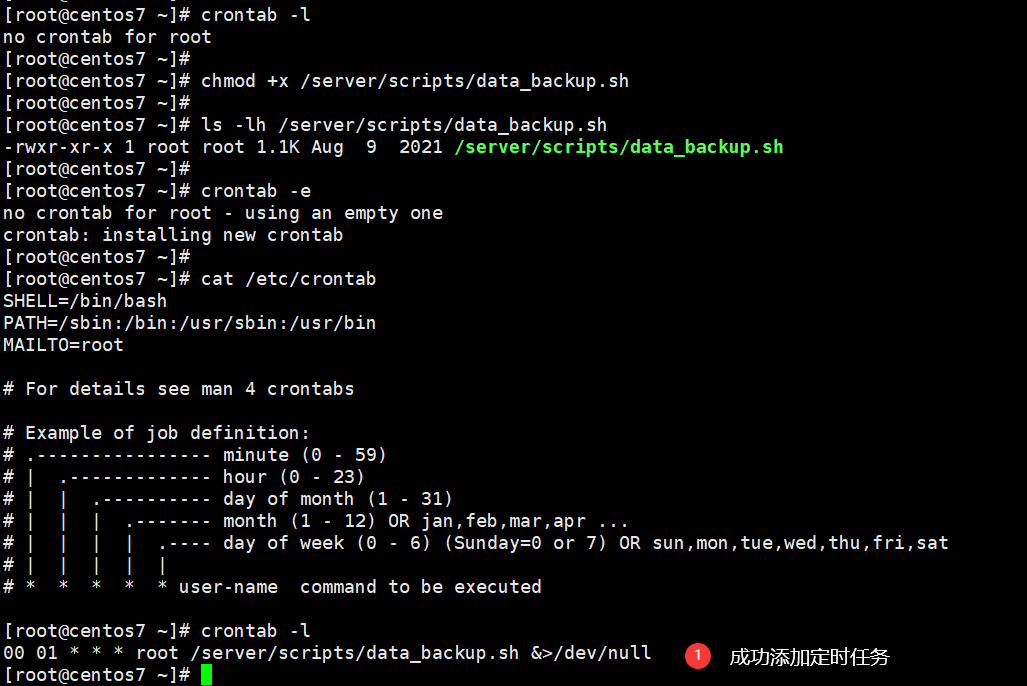 [root@centos7 ~]# crontab -l
no crontab for root
[root@centos7 ~]#
[root@centos7 ~]# chmod +x /server/scripts/data_backup.sh
[root@centos7 ~]#
[root@centos7 ~]# ls -lh /server/scripts/data_backup.sh
-rwxr-xr-x 1 root root 1.1K Aug  9  2021 /server/scripts/data_backup.sh
[root@centos7 ~]#
[root@centos7 ~]# crontab -e
no crontab for root - using an empty one
crontab: installing new crontab
[root@centos7 ~]#
[root@centos7 ~]# cat /etc/crontab
SHELL=/bin/bash
PATH=/sbin:/bin:/usr/sbin:/usr/bin
MAILTO=root

# For details see man 4 crontabs

# Example of job definition:
# .---------------- minute (0 - 59)
# |  .------------- hour (0 - 23)
# |  |  .---------- day of month (1 - 31)
# |  |  |  .------- month (1 - 12) OR jan,feb,mar,apr ...
# |  |  |  |  .---- day of week (0 - 6) (Sunday=0 or 7) OR sun,mon,tue,wed,thu,fri,sat
# |  |  |  |  |
# *  *  *  *  * user-name  command to be executed

[root@centos7 ~]# crontab -l
00 01 * * * root /server/scripts/data_backup.sh &>/dev/null 1 成功添加定时任务
[root@centos7 ~]#